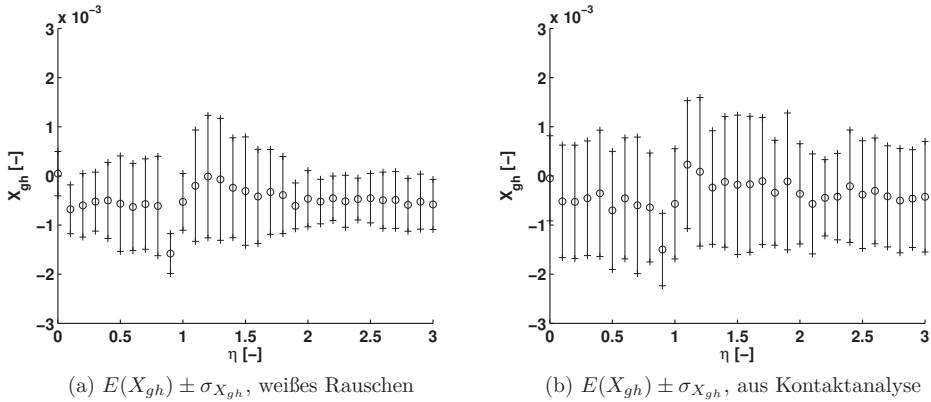 x 10⁻³
3
2
1
0
−1
−2
−3
X_gh [−]
0 0.5 1 1.5 2 2.5 3
η [−]
(a) E(X_gh) ± σ_X_gh, weißes Rauschen
x 10⁻³
3
2
1
0
−1
−2
−3
X_gh [−]
0 0.5 1 1.5 2 2.5 3
η [−]
(b) E(X_gh) ± σ_X_gh, aus Kontaktanalyse